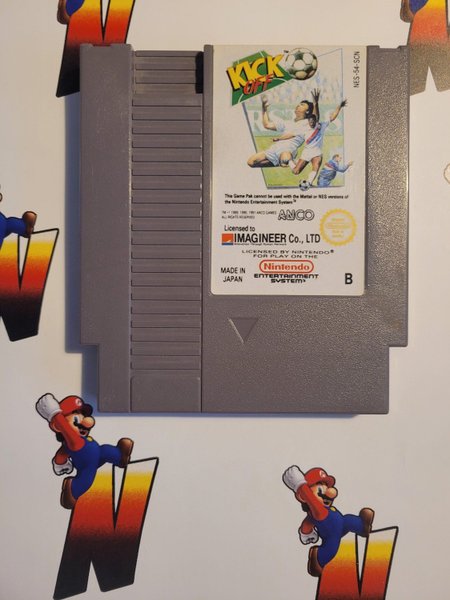 KICK
OFF™
NES-54-SCN
This Game Pak cannot be used with the Mattel or NES versions of
the Nintendo Entertainment System.®
ALL RIGHTS RESERVED.
ANCO
Licensed to
IMAGINEER Co., LTD
LICENSED BY NINTENDO®
FOR PLAY ON THE
Nintendo
ENTERTAINMENT
SYSTEM
MADE IN
JAPAN
B
N
N
N
N